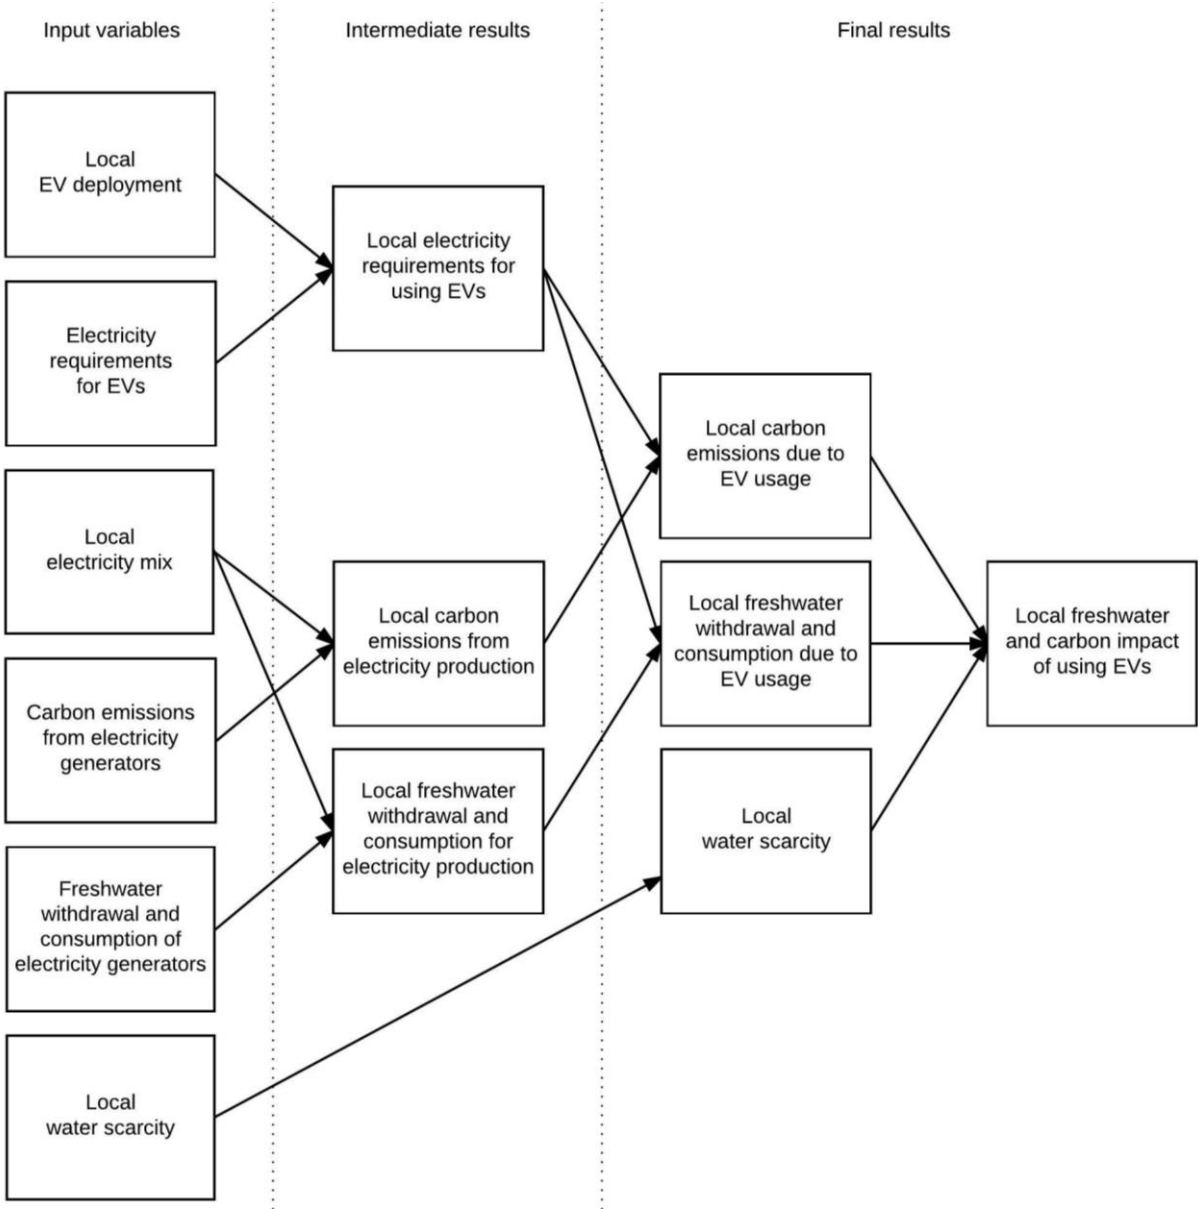 Input variables
Intermediate results
Final results
Local
EV deployment
Electricity
requirements
for EVs
Local
electricity mix
Carbon emissions
from electricity
generators
Freshwater
withdrawal and
consumption of
electricity generators
Local
water scarcity
Local electricity
requirements for
using EVs
Local carbon
emissions from
electricity production
Local freshwater
withdrawal and
consumption for
electricity production
Local carbon
emissions due to
EV usage
Local freshwater
withdrawal and
consumption due to
EV usage
Local
water scarcity
Local freshwater
and carbon impact
of using EVs